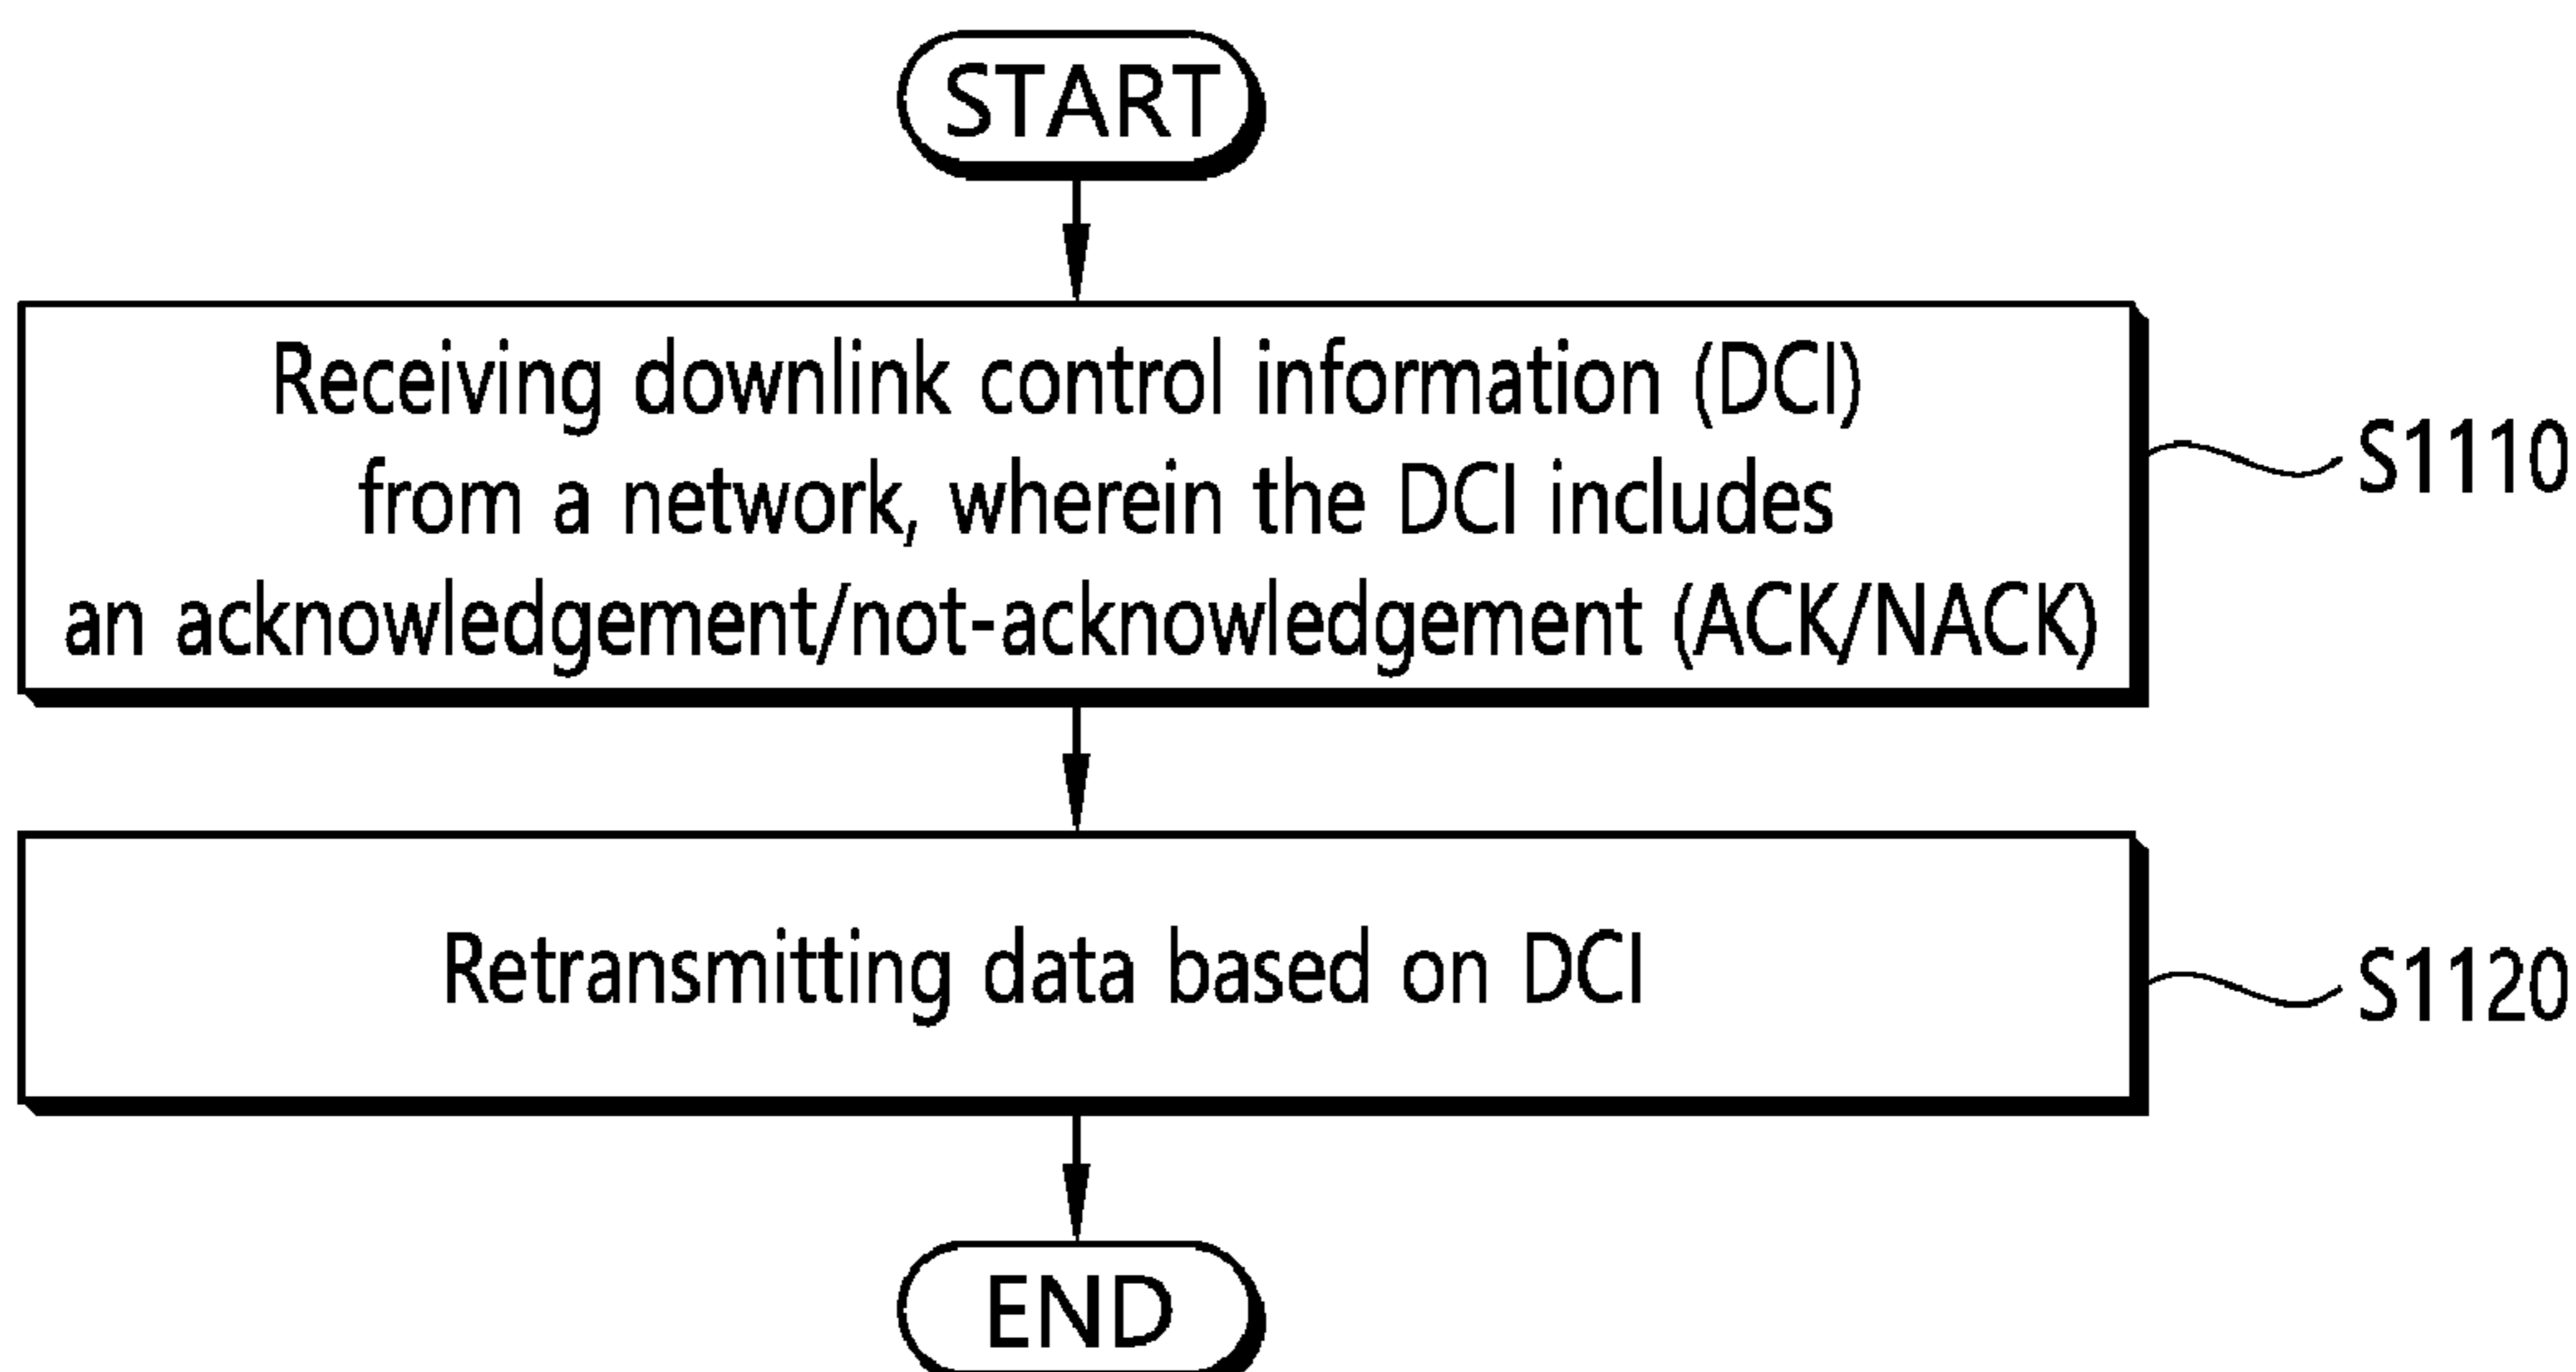 START
Receiving downlink control information (DCI)
from a network, wherein the DCI includes
an acknowledgement/not-acknowledgement (ACK/NACK)
S1110
Retransmitting data based on DCI
S1120
END